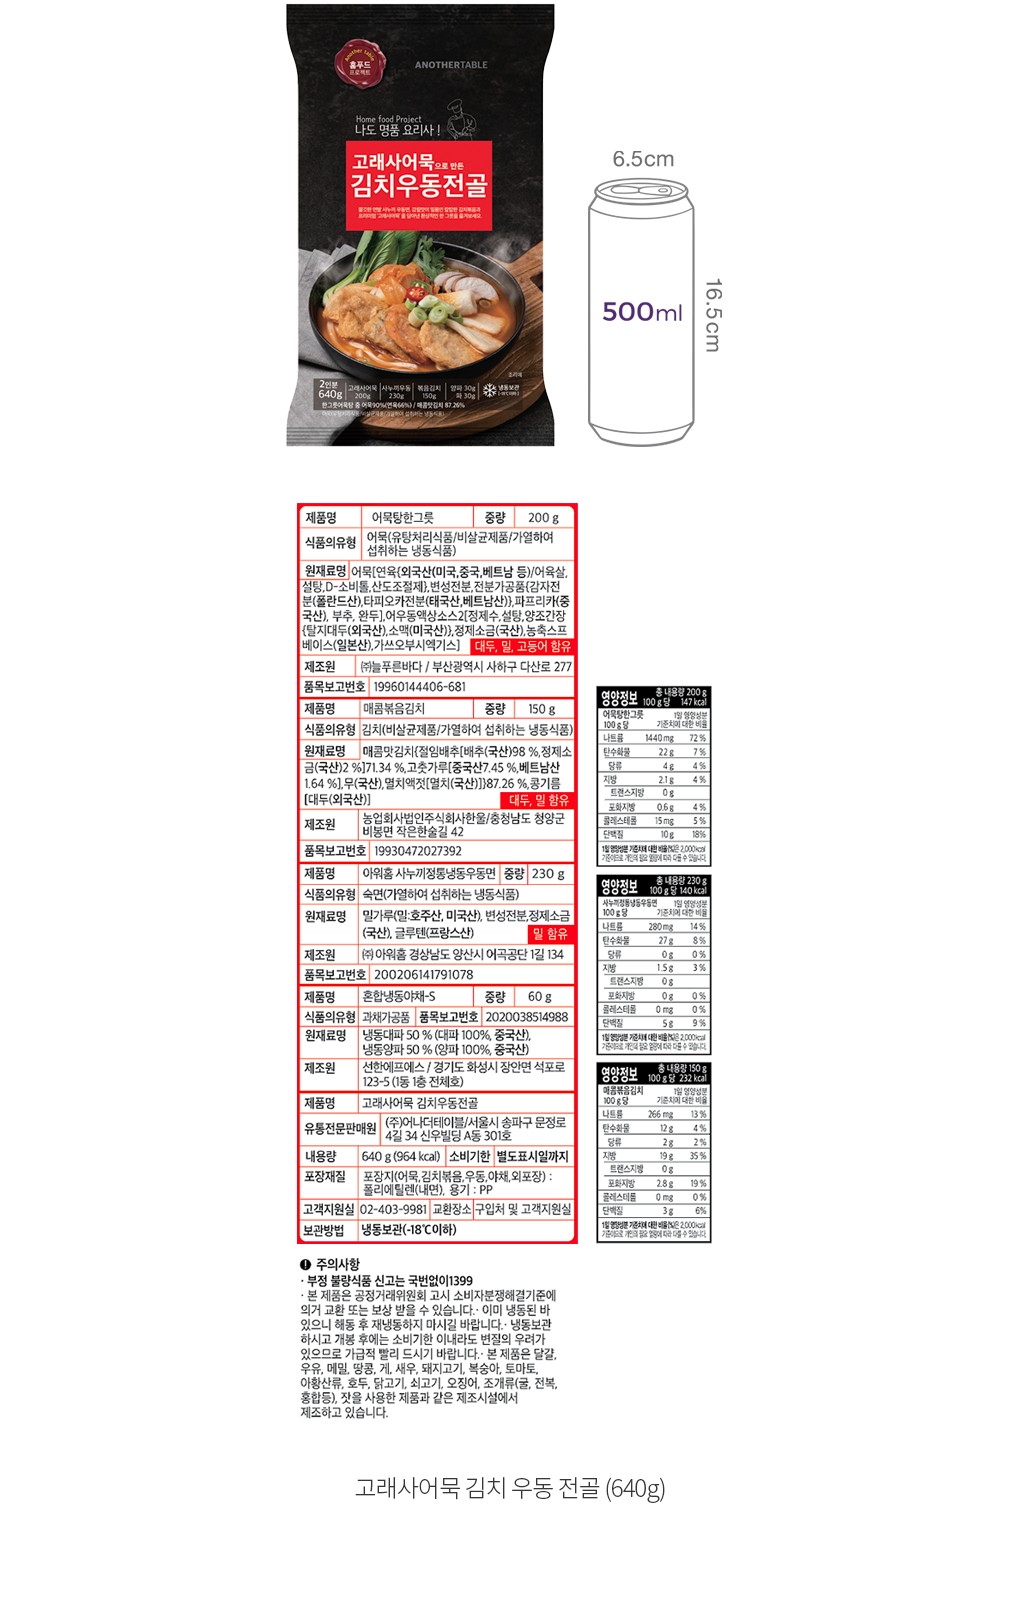 Another table
홈푸드
프로젝트
ANOTHERTABLE
Home food Project
나도 명품 요리사 !
고래사어묵으로 만든
김치우동전골
2인분
640g
고래사어묵
200g
사누끼우동
230g
볶음김치
150g
양파 30g
파 30g
냉동보관
한그릇어묵탕 중 어묵90%(연육66%) / 매콤맛김치 87.26%
6.5cm
500ml
16.5cm
제품명 어묵탕한그릇 중량 200 g
식품의유형 어묵(유탕처리식품/비살균제품/가열하여
섭취하는 냉동식품)
원재료명 어묵[연육{외국산(미국,중국,베트남 등)/어육살,
설탕,D-소비톨,산도조절제},변성전분,전분가공품{감자전
분(폴란드산),타피오카전분(태국산,베트남산)},파프리카(중
국산), 부추, 완두],어우동액상소스2[정제수,설탕,양조간장
{탈지대두(외국산),소맥(미국산)},정제소금(국산),농축스프
베이스(일본산),가쓰오부시엑기스] 대두, 밀, 고등어 함유
제조원 ㈜늘푸른바다 / 부산광역시 사하구 다산로 277
품목보고번호 19960144406-681
제품명 매콤볶음김치 중량 150 g
식품의유형 김치(비살균제품/가열하여 섭취하는 냉동식품)
원재료명 매콤맛김치{절임배추[배추(국산)98 %,정제소
금(국산)2 %]71.34 %,고춧가루[중국산7.45 %,베트남산
1.64 %],무(국산),멸치액젓[멸치(국산)]}87.26 %,콩기름
[대두(외국산)] 대두, 밀 함유
제조원 농업회사법인주식회사한울/충청남도 청양군
비봉면 작은한술길 42
품목보고번호 19930472027392
제품명 아워홈 사누끼정통냉동우동면 중량 230 g
식품의유형 숙면(가열하여 섭취하는 냉동식품)
원재료명 밀가루(밀:호주산, 미국산), 변성전분,정제소금
(국산), 글루텐(프랑스산) 밀 함유
제조원 ㈜ 아워홈 경상남도 양산시 어곡공단 1길 134
품목보고번호 200206141791078
제품명 혼합냉동야채-S 중량 60 g
식품의유형 과채가공품 품목보고번호 2020038514988
원재료명 냉동대파 50 % (대파 100%, 중국산),
냉동양파 50 % (양파 100%, 중국산)
제조원 선한에프에스 / 경기도 화성시 장안면 석포로
123-5 (1동 1층 전체호)
제품명 고래사어묵 김치우동전골
유통전문판매원 (주)어나더테이블/서울시 송파구 문정로
4길 34 신우빌딩 A동 301호
내용량 640 g (964 kcal) 소비기한 별도표시일까지
포장재질 포장지(어묵,김치볶음,우동,야채,외포장) :
폴리에틸렌(내면), 용기 : PP
고객지원실 02-403-9981 교환장소 구입처 및 고객지원실
보관방법 냉동보관(-18℃이하)
영양정보 총 내용량 200 g
100 g 당 147 kcal
어묵탕한그릇
100 g 당
1일 영양성분
기준치에 대한 비율
나트륨 1440 mg 72 %
탄수화물 22 g 7 %
당류 4 g 4 %
지방 2.1 g 4 %
트랜스지방 0 g
포화지방 0.6 g 4 %
콜레스테롤 15 mg 5 %
단백질 10 g 18%
1일 영양성분 기준치에 대한 비율(%)은 2,000 kcal
기준이므로 개인의 필요 열량에 따라 다를 수 있습니다.
영양정보 총 내용량 230 g
100 g 당 140 kcal
사누끼정통냉동우동면
100 g 당
1일 영양성분
기준치에 대한 비율
나트륨 280 mg 14 %
탄수화물 27 g 8 %
당류 0 g 0 %
지방 1.5 g 3 %
트랜스지방 0 g
포화지방 0 g 0 %
콜레스테롤 0 mg 0 %
단백질 5 g 9 %
1일 영양성분 기준치에 대한 비율(%)은 2,000 kcal
기준이므로 개인의 필요 열량에 따라 다를 수 있습니다.
영양정보 총 내용량 150 g
100 g 당 232 kcal
매콤볶음김치
100 g 당
1일 영양성분
기준치에 대한 비율
나트륨 266 mg 13 %
탄수화물 12 g 4 %
당류 2 g 2 %
지방 19 g 35 %
트랜스지방 0 g
포화지방 2.8 g 19 %
콜레스테롤 0 mg 0 %
단백질 3 g 6%
1일 영양성분 기준치에 대한 비율(%)은 2,000 kcal
기준이므로 개인의 필요 열량에 따라 다를 수 있습니다.
주의사항
· 부정 불량식품 신고는 국번없이1399
· 본 제품은 공정거래위원회 고시 소비자분쟁해결기준에
의거 교환 또는 보상 받을 수 있습니다.· 이미 냉동된 바
있으니 해동 후 재냉동하지 마시길 바랍니다.· 냉동보관
하시고 개봉 후에는 소비기한 이내라도 변질의 우려가
있으므로 가급적 빨리 드시기 바랍니다.· 본 제품은 달걀,
우유, 메밀, 땅콩, 게, 새우, 돼지고기, 복숭아, 토마토,
아황산류, 호두, 닭고기, 쇠고기, 오징어, 조개류(굴, 전복,
홍합등), 잣을 사용한 제품과 같은 제조시설에서
제조하고 있습니다.
고래사어묵 김치 우동 전골 (640g)